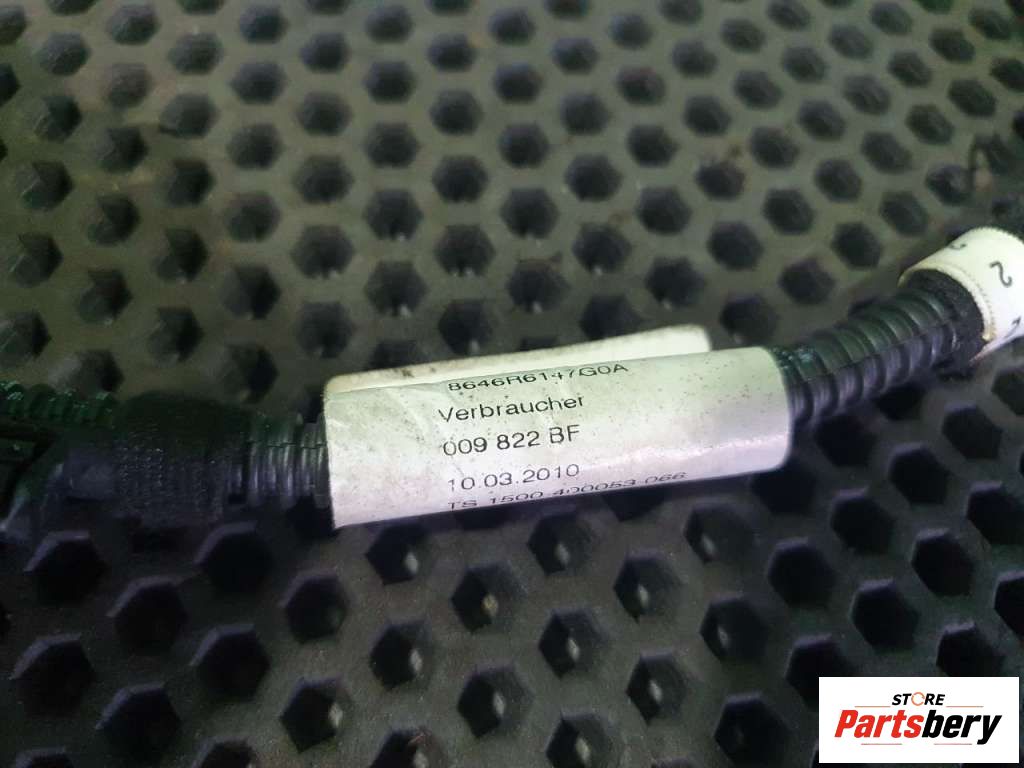 8646R6147G0A
Verbraucher
009 822 BF
10.03.2010
TS 1500 400053 066
2
STORE
Partsbery